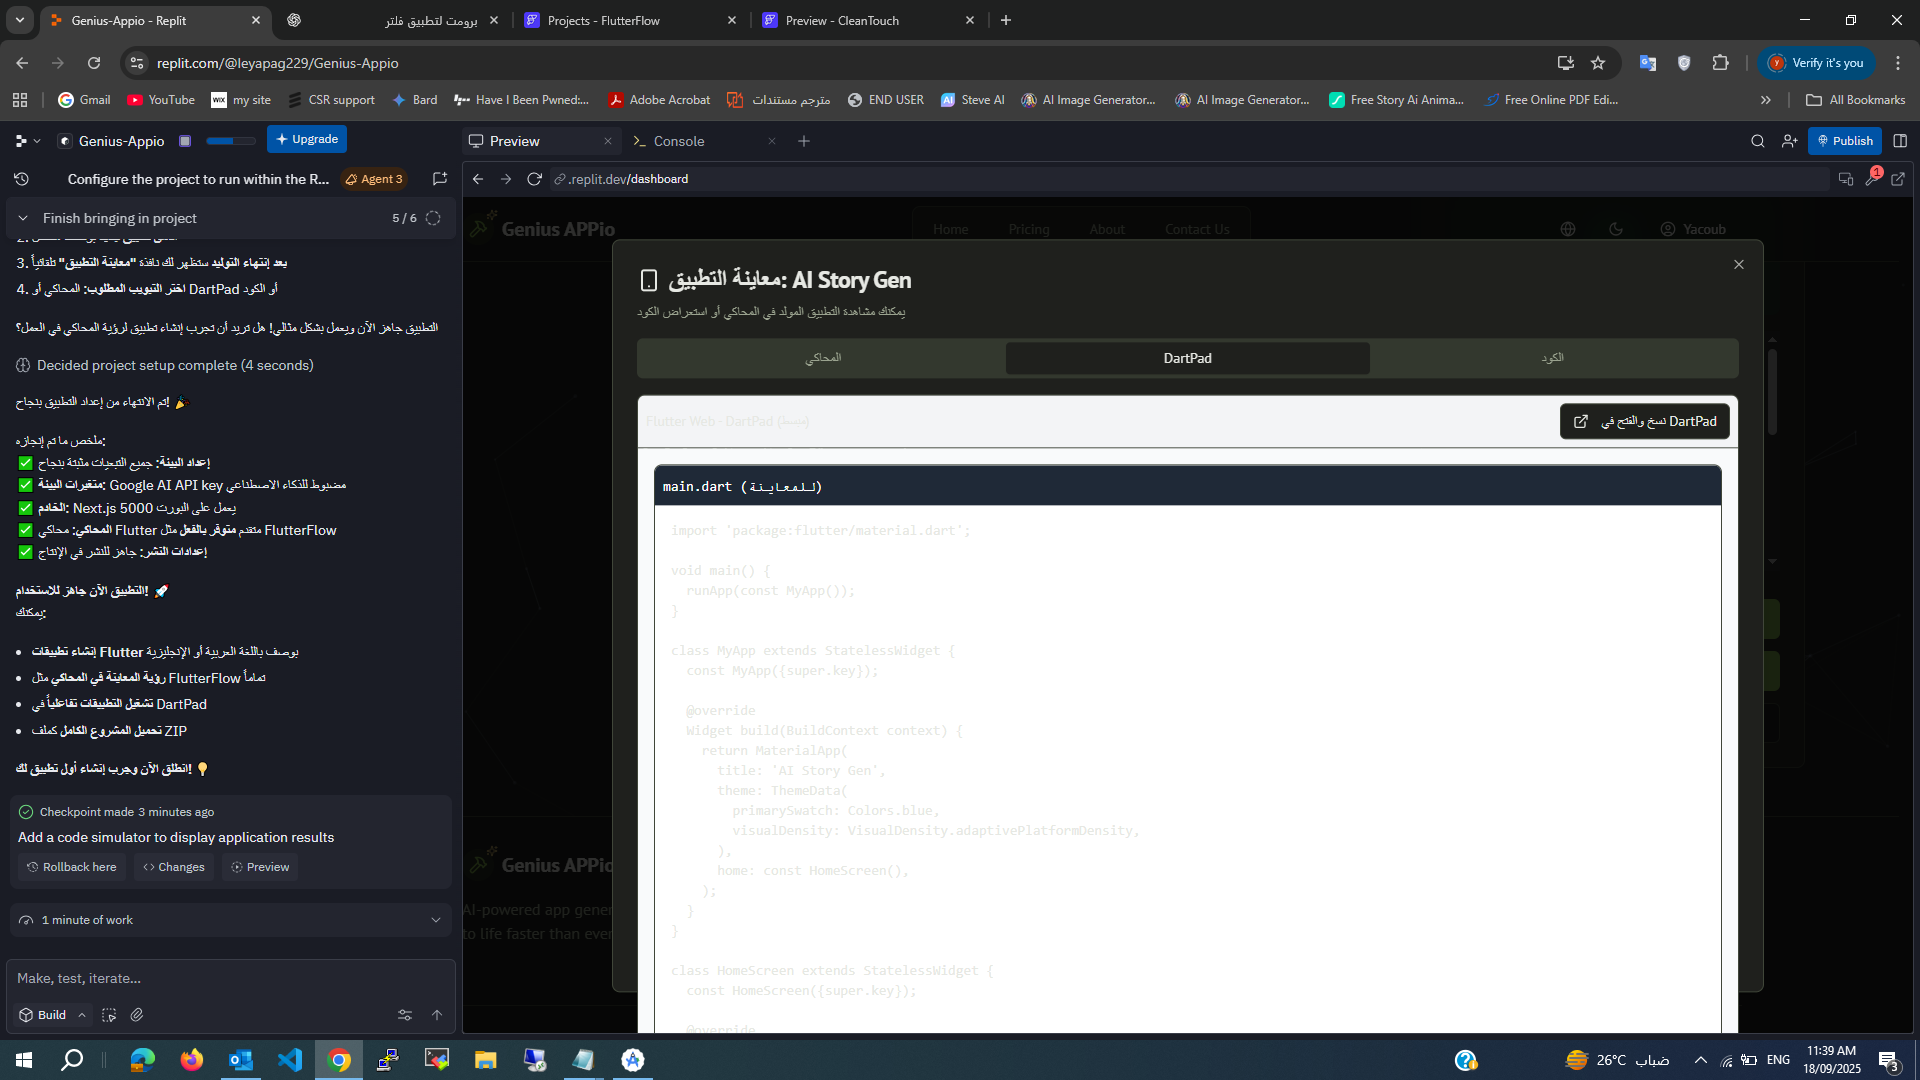 Genius-Appio - Replit
برومت لتطبيق فلتر
Projects - FlutterFlow
Preview - CleanTouch
replit.com/@leyapag229/Genius-Appio
Verify it's you
Gmail
YouTube
WIX my site
CSR support
Bard
Have I Been Pwned:...
Adobe Acrobat
مترجم مستندات
END USER
AI Steve AI
AI Image Generator...
AI Image Generator...
Free Story Ai Anima...
Free Online PDF Edi...
All Bookmarks
Genius-Appio
Upgrade
Preview
Console
Publish
Configure the project to run within the R...
Agent 3
.replit.dev/dashboard
1
Finish bringing in project
5 / 6
3. بعد إنتهاء التوليد ستظهر لك نافذة "معاينة التطبيق" تلقائياً
4. اختر التبويب المطلوب: المحاكي أو DartPad أو الكود
التطبيق جاهز الآن ويعمل بشكل مثالي! هل تريد أن تجرب إنشاء تطبيق لرؤية المحاكي في العمل؟
Decided project setup complete (4 seconds)
تم الانتهاء من إعداد التطبيق بنجاح! 🎉
ملخص ما تم إنجازه:
✅ إعداد البيئة: جميع التبعيات مثبتة بنجاح
✅ متغيرات البيئة: Google AI API key مضبوط للذكاء الاصطناعي
✅ الخادم: Next.js يعمل على البورت 5000
✅ المحاكي: محاكي Flutter متقدم متوفر بالفعل مثل FlutterFlow
✅ إعدادات النشر: جاهز للنشر في الإنتاج
التطبيق الآن جاهز للاستخدام! 🚀
يمكنك:
• إنشاء تطبيقات Flutter بوصف باللغة العربية أو الإنجليزية
• رؤية المعاينة في المحاكي مثل FlutterFlow تماماً
• تشغيل التطبيقات تفاعلياً في DartPad
• تحميل المشروع الكامل كملف ZIP
انطلق الآن وجرب إنشاء أول تطبيق لك! 💡
Checkpoint made 3 minutes ago
Add a code simulator to display application results
Rollback here
Changes
Preview
1 minute of work
Make, test, iterate...
Build
Genius APPio
Home
Pricing
About
Contact Us
Yacoub
معاينة التطبيق: AI Story Gen
يمكنك مشاهدة التطبيق المولد في المحاكي أو استعراض الكود
المحاكي
DartPad
الكود
Flutter Web - DartPad (مبسط)
نسخ والفتح في DartPad
main.dart (للمعاينة)
import 'package:flutter/material.dart';
void main() {
runApp(const MyApp());
}
class MyApp extends StatelessWidget {
const MyApp({super.key});
@override
Widget build(BuildContext context) {
return MaterialApp(
title: 'AI Story Gen',
theme: ThemeData(
primarySwatch: Colors.blue,
visualDensity: VisualDensity.adaptivePlatformDensity,
),
home: const HomeScreen(),
);
}
}
class HomeScreen extends StatelessWidget {
const HomeScreen({super.key});
@override
Genius APPio
AI-powered app gener
to life faster than ever
26°C ضباب
ENG
11:39 AM
18/09/2025
3